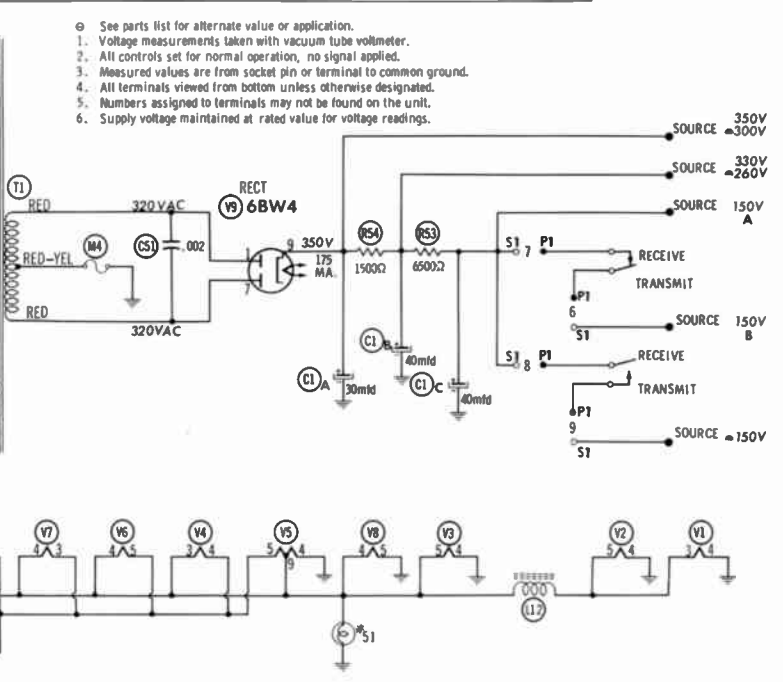 ⊖ See parts list for alternate value or application.
1. Voltage measurements taken with vacuum tube voltmeter.
2. All controls set for normal operation, no signal applied.
3. Measured values are from socket pin or terminal to common ground.
4. All terminals viewed from bottom unless otherwise designated.
5. Numbers assigned to terminals may not be found on the unit.
6. Supply voltage maintained at rated value for voltage readings.
350V
SOURCE ≃300V
330V
SOURCE ≃260V
T1
RECT
V9 6BW4
RED
320 VAC
SOURCE 150V
A
M4
C51 .002
RED-YEL
1
9
7
350V
175
MA.
R54
1500Ω
R53
6500Ω
S1 7 P1
RECEIVE
TRANSMIT
P1
6
S1
SOURCE 150V
B
RED
320VAC
C1 A
30mfd
C1 B
40mfd
C1 C
40mfd
S1 8 P1
RECEIVE
TRANSMIT
P1
9
S1
SOURCE ≃150V
V7
4 3
V6
4 5
V4
3 4
V5
5 4
9
V8
4 5
V3
5 4
V2
5 4
V1
3 4
L12
*51